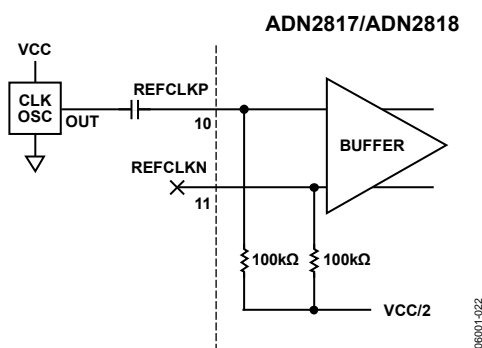 ADN2817/ADN2818
VCC
CLK
OSC
OUT
REFCLKP
10
BUFFER
REFCLKN
11
100kΩ
100kΩ
VCC/2
06001-022